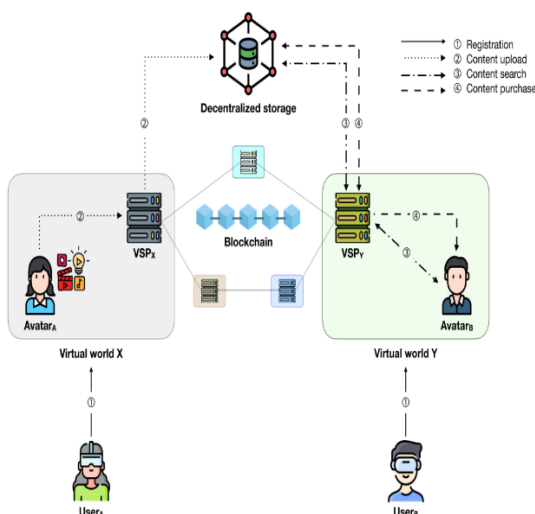 ① Registration
② Content upload
③ Content search
④ Content purchase
Decentralized storage
②
③
④
VSPX
②
Blockchain
VSPY
④
③
AvatarA
AvatarB
Virtual world X
Virtual world Y
①
①
UserA
UserB